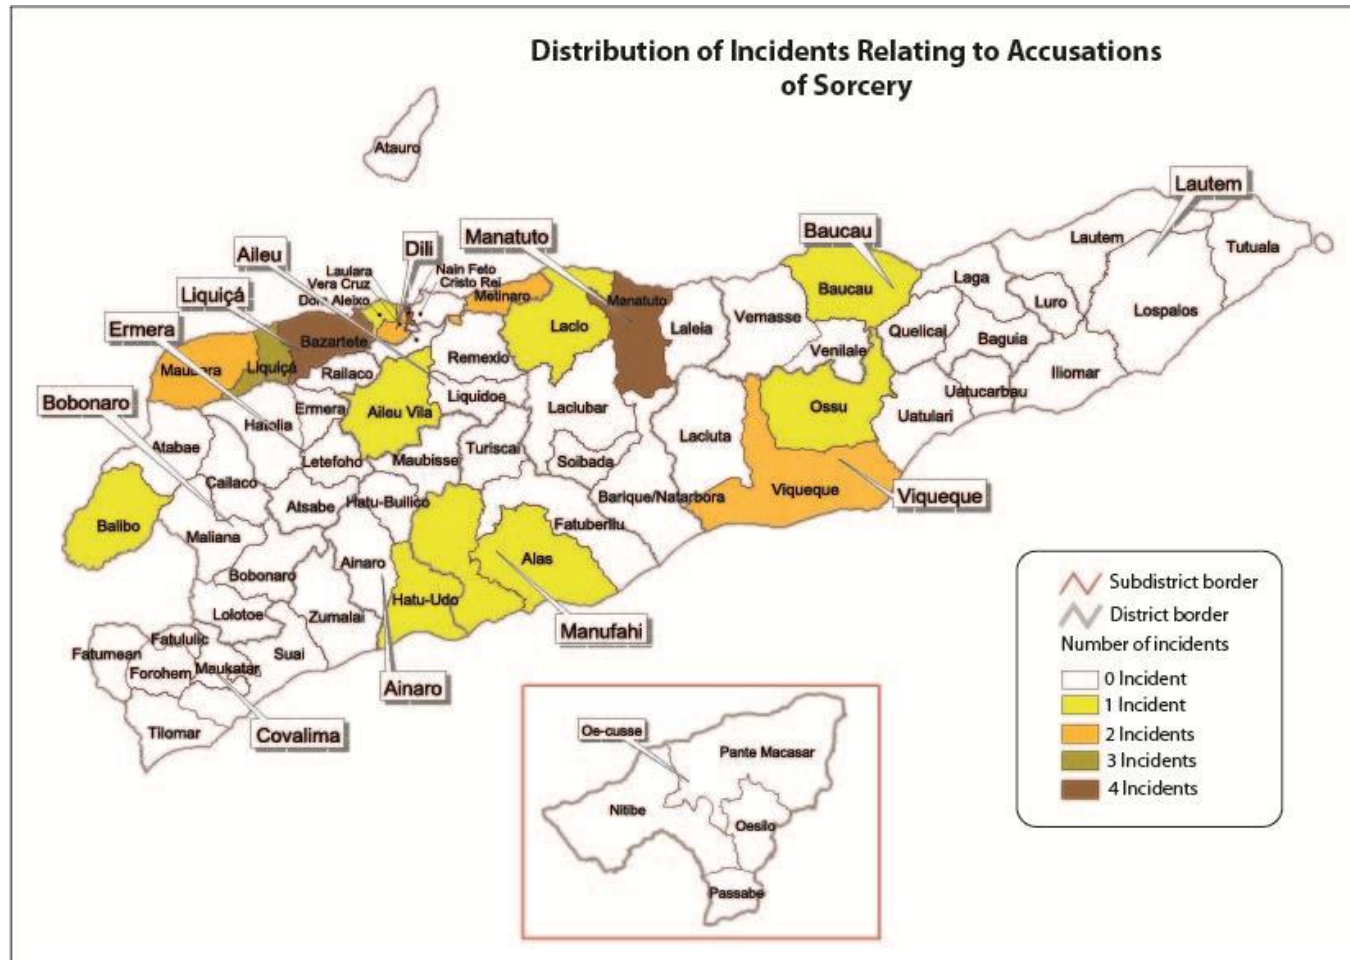 Distribution of Incidents Relating to Accusations
of Sorcery
Atauro
Lautem
Baucau
Manatuto
Dili
Aileu
Liquiçá
Ermera
Bobonaro
Laulara
Vera Cruz
Dom Aleixo
Nain Feto
Cristo Rei
Metinaro
Lautem
Tutuala
Laga
Baucau
Luro
Lospalos
Manatuto
Laclo
Laleia
Vemasse
Quelicai
Baguia
Venilale
Iliomar
Bazartete
Maubara
Liquiçá
Railaco
Remexio
Uatucarbau
Uatulari
Ossu
Ermera
Aileu Vila
Liquidoe
Laclubar
Hatolia
Lacluta
Atabae
Letefoho
Maubisse
Turiscai
Soibada
Cailaco
Atsabe
Hatu-Builico
Barique/Natarbora
Viqueque
Viqueque
Balibo
Maliana
Fatuberliu
Alas
Ainaro
Bobonaro
Hatu-Udo
Lolotoe
Zumalai
Manufahi
Fatululic
Fatumean
Forohem
Maukatar
Suai
Ainaro
Tilomar
Covalima
Oe-cusse
Pante Macasar
Nitibe
Oesilo
Passabe
Subdistrict border
District border
Number of incidents
0 Incident
1 Incident
2 Incidents
3 Incidents
4 Incidents